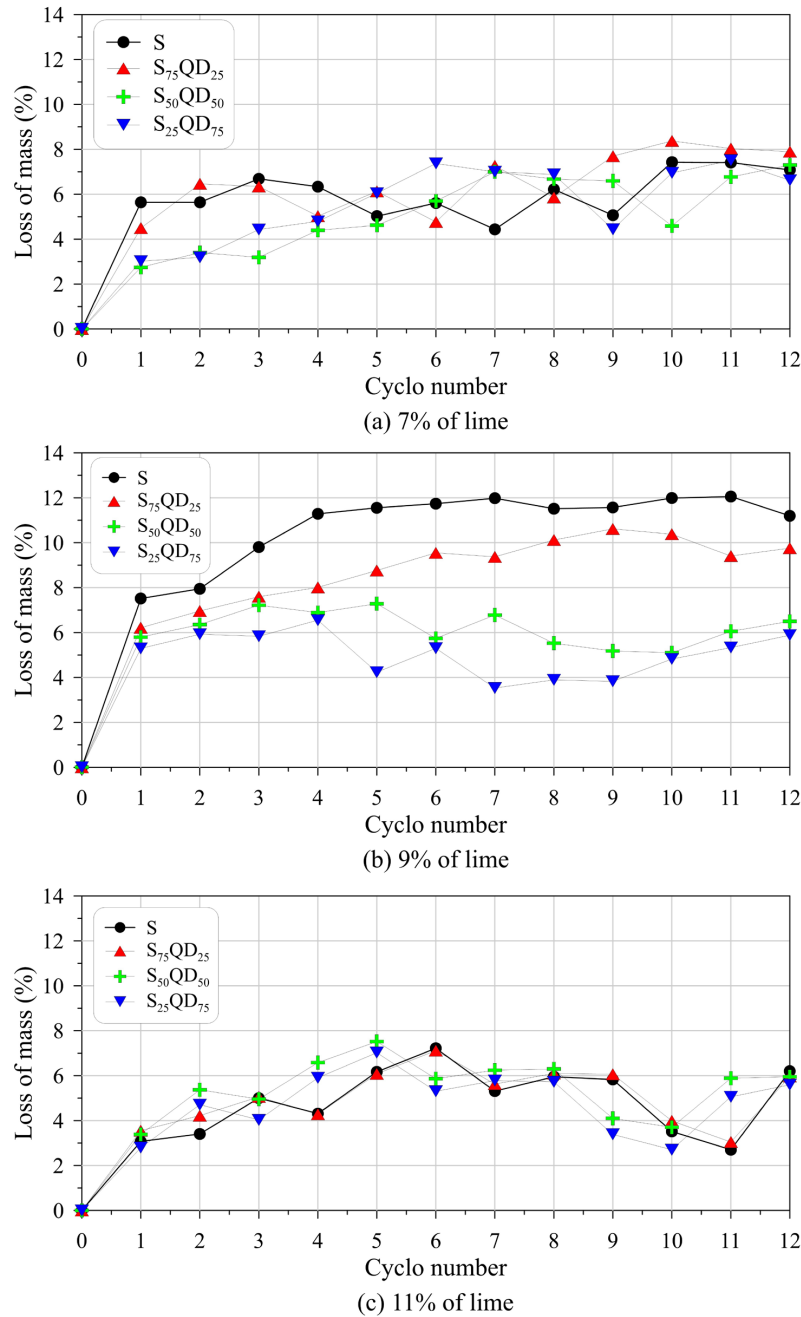 14
12
10
8
6
4
2
0
Loss of mass (%)
S
S₇₅QD₂₅
S₅₀QD₅₀
S₂₅QD₇₅
0 1 2 3 4 5 6 7 8 9 10 11 12
Cyclo number
(a) 7% of lime
14
12
10
8
6
4
2
0
Loss of mass (%)
S
S₇₅QD₂₅
S₅₀QD₅₀
S₂₅QD₇₅
0 1 2 3 4 5 6 7 8 9 10 11 12
Cyclo number
(b) 9% of lime
14
12
10
8
6
4
2
0
Loss of mass (%)
S
S₇₅QD₂₅
S₅₀QD₅₀
S₂₅QD₇₅
0 1 2 3 4 5 6 7 8 9 10 11 12
Cyclo number
(c) 11% of lime